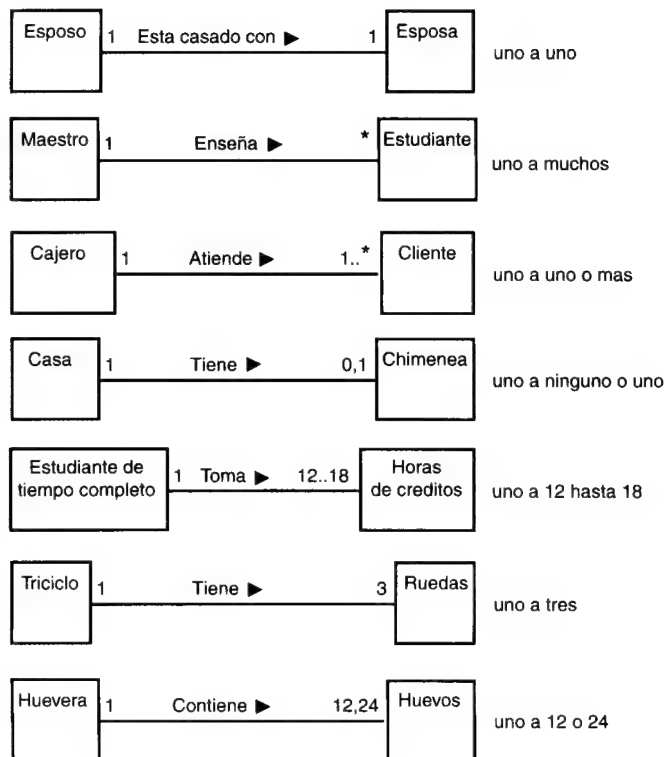 Esposo 1 Esta casado con ▶ 1 Esposa uno a uno
Maestro 1 Enseña ▶ * Estudiante uno a muchos
Cajero 1 Atiende ▶ 1..* Cliente uno a uno o mas
Casa 1 Tiene ▶ 0,1 Chimenea uno a ninguno o uno
Estudiante de
tiempo completo 1 Toma ▶ 12..18 Horas
de creditos uno a 12 hasta 18
Triciclo 1 Tiene ▶ 3 Ruedas uno a tres
Huevera 1 Contiene ▶ 12,24 Huevos uno a 12 o 24